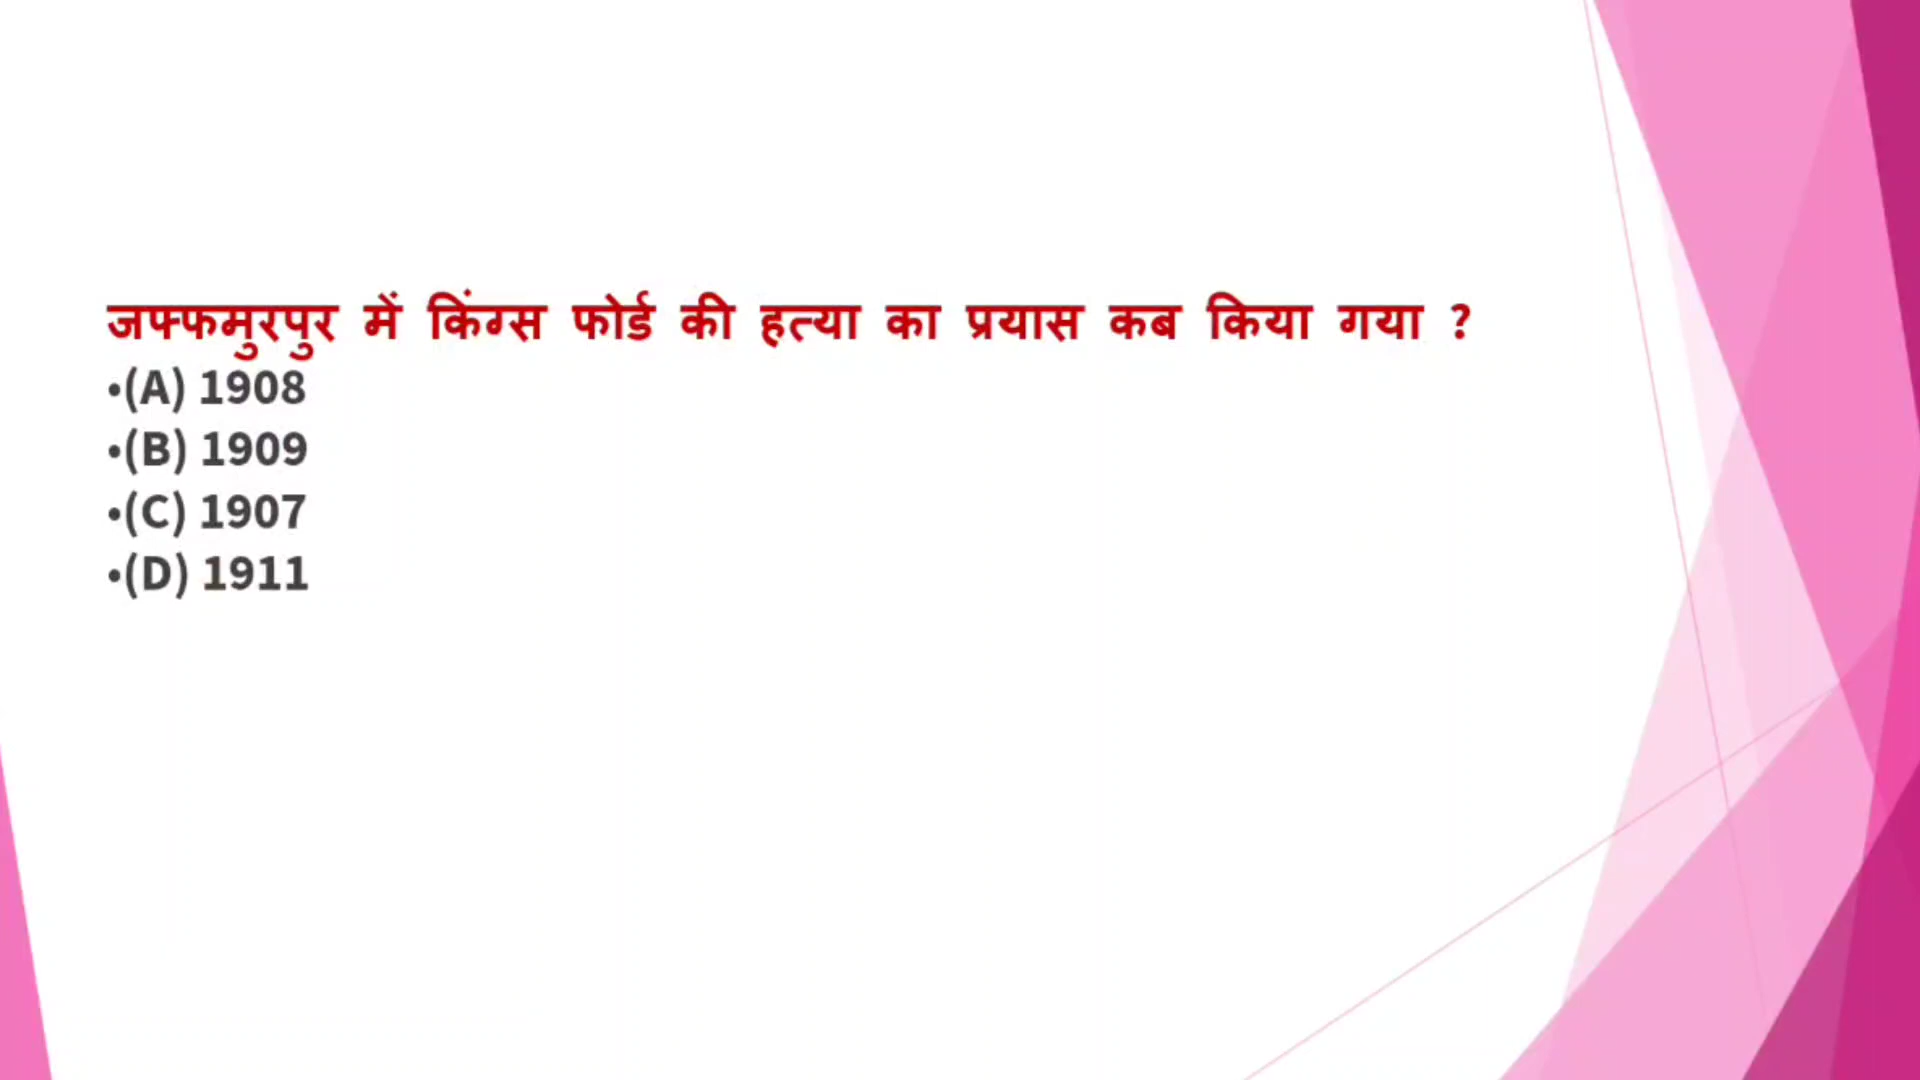 जफ्फमुरपुर में किंग्स फोर्ड की हत्या का प्रयास कब किया गया ?
•(A) 1908
•(B) 1909
•(C) 1907
•(D) 1911